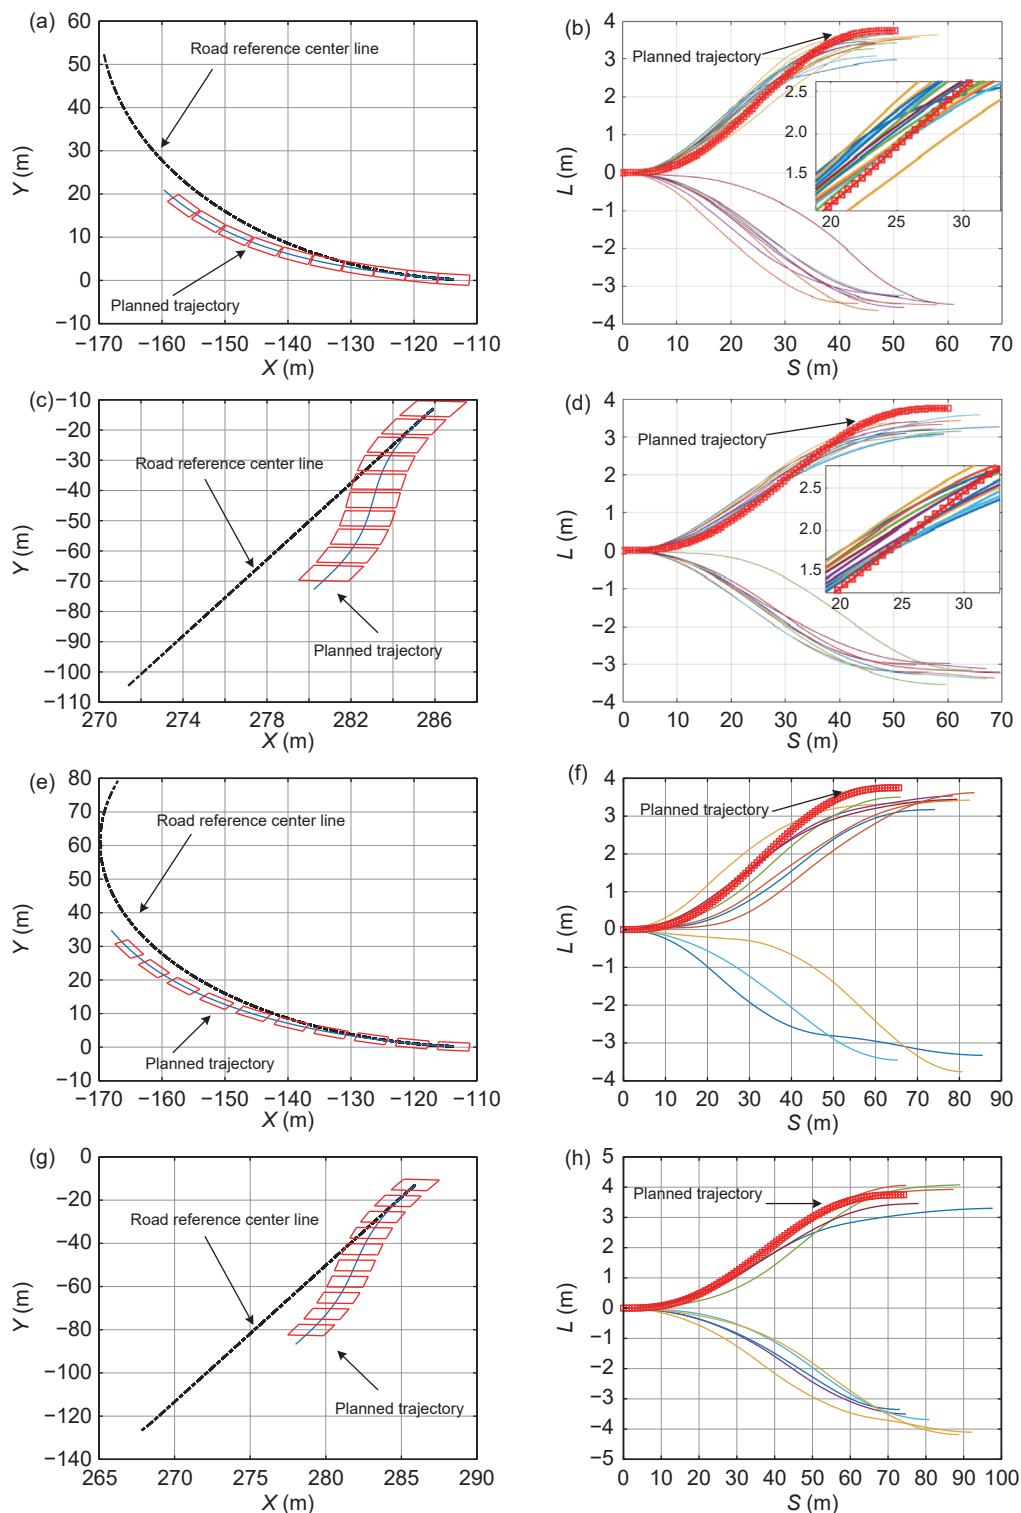 (a)
60
50
40
30
20
10
0
−10
Y (m)
Road reference center line
Planned trajectory
−170 −160 −150 −140 −130 −120 −110
X (m)
(b)
4
3
2
1
0
−1
−2
−3
−4
L (m)
Planned trajectory
2.5
2.0
1.5
20 25 30
0 10 20 30 40 50 60 70
S (m)
(c)
−10
−20
−30
−40
−50
−60
−70
−80
−90
−100
−110
Y (m)
Road reference center line
Planned trajectory
270 274 278 282 286
X (m)
(d)
4
3
2
1
0
−1
−2
−3
−4
L (m)
Planned trajectory
2.5
2.0
1.5
20 25 30
0 10 20 30 40 50 60 70
S (m)
(e)
80
70
60
50
40
30
20
10
0
−10
Y (m)
Road reference center line
Planned trajectory
−170 −160 −150 −140 −130 −120 −110
X (m)
(f)
4
3
2
1
0
−1
−2
−3
−4
L (m)
Planned trajectory
0 10 20 30 40 50 60 70 80 90
S (m)
(g)
0
−20
−40
−60
−80
−100
−120
−140
Y (m)
Road reference center line
Planned trajectory
265 270 275 280 285 290
X (m)
(h)
5
4
3
2
1
0
−1
−2
−3
−4
−5
L (m)
Planned trajectory
0 10 20 30 40 50 60 70 80 90 100
S (m)